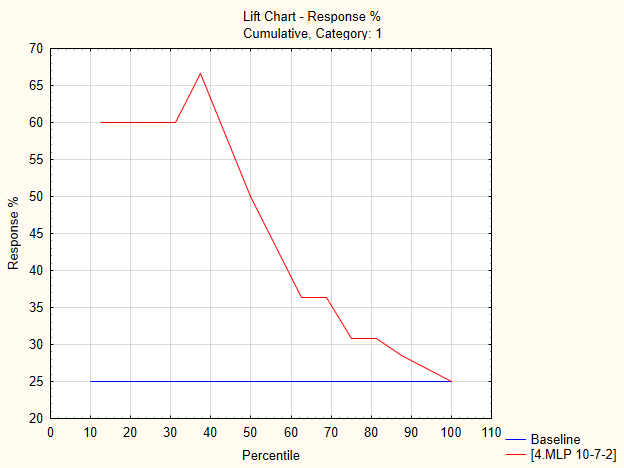 Lift Chart - Response %
Cumulative, Category: 1
70
65
60
55
50
45
40
35
30
25
20
Response %
0 10 20 30 40 50 60 70 80 90 100 110
Percentile
Baseline
[4.MLP 10-7-2]